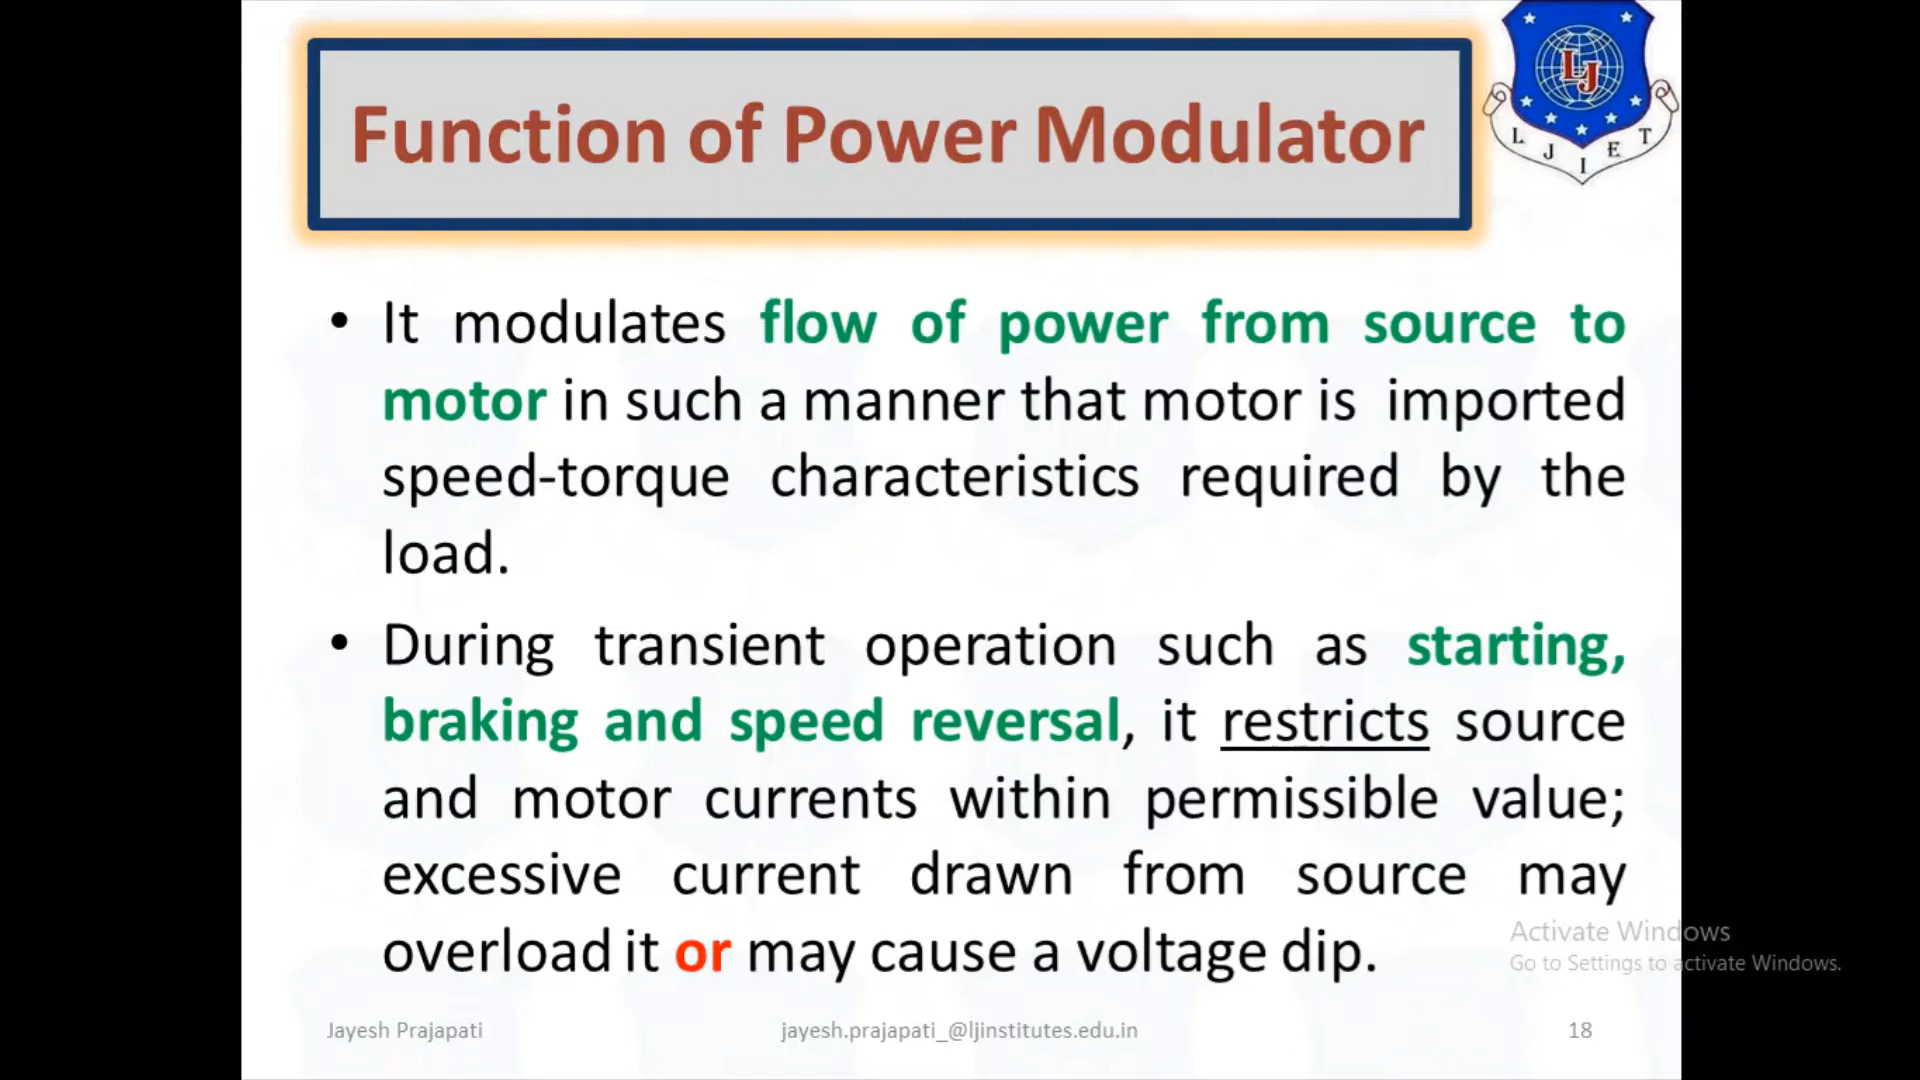 Function of Power Modulator
LJ
L J I E T
• It modulates flow of power from source to
motor in such a manner that motor is imported
speed-torque characteristics required by the
load.
• During transient operation such as starting,
braking and speed reversal, it restricts source
and motor currents within permissible value;
excessive current drawn from source may
overload it or may cause a voltage dip.
Activate Windows
Go to Settings to activate Windows.
Jayesh Prajapati
jayesh.prajapati_@ljinstitutes.edu.in
18